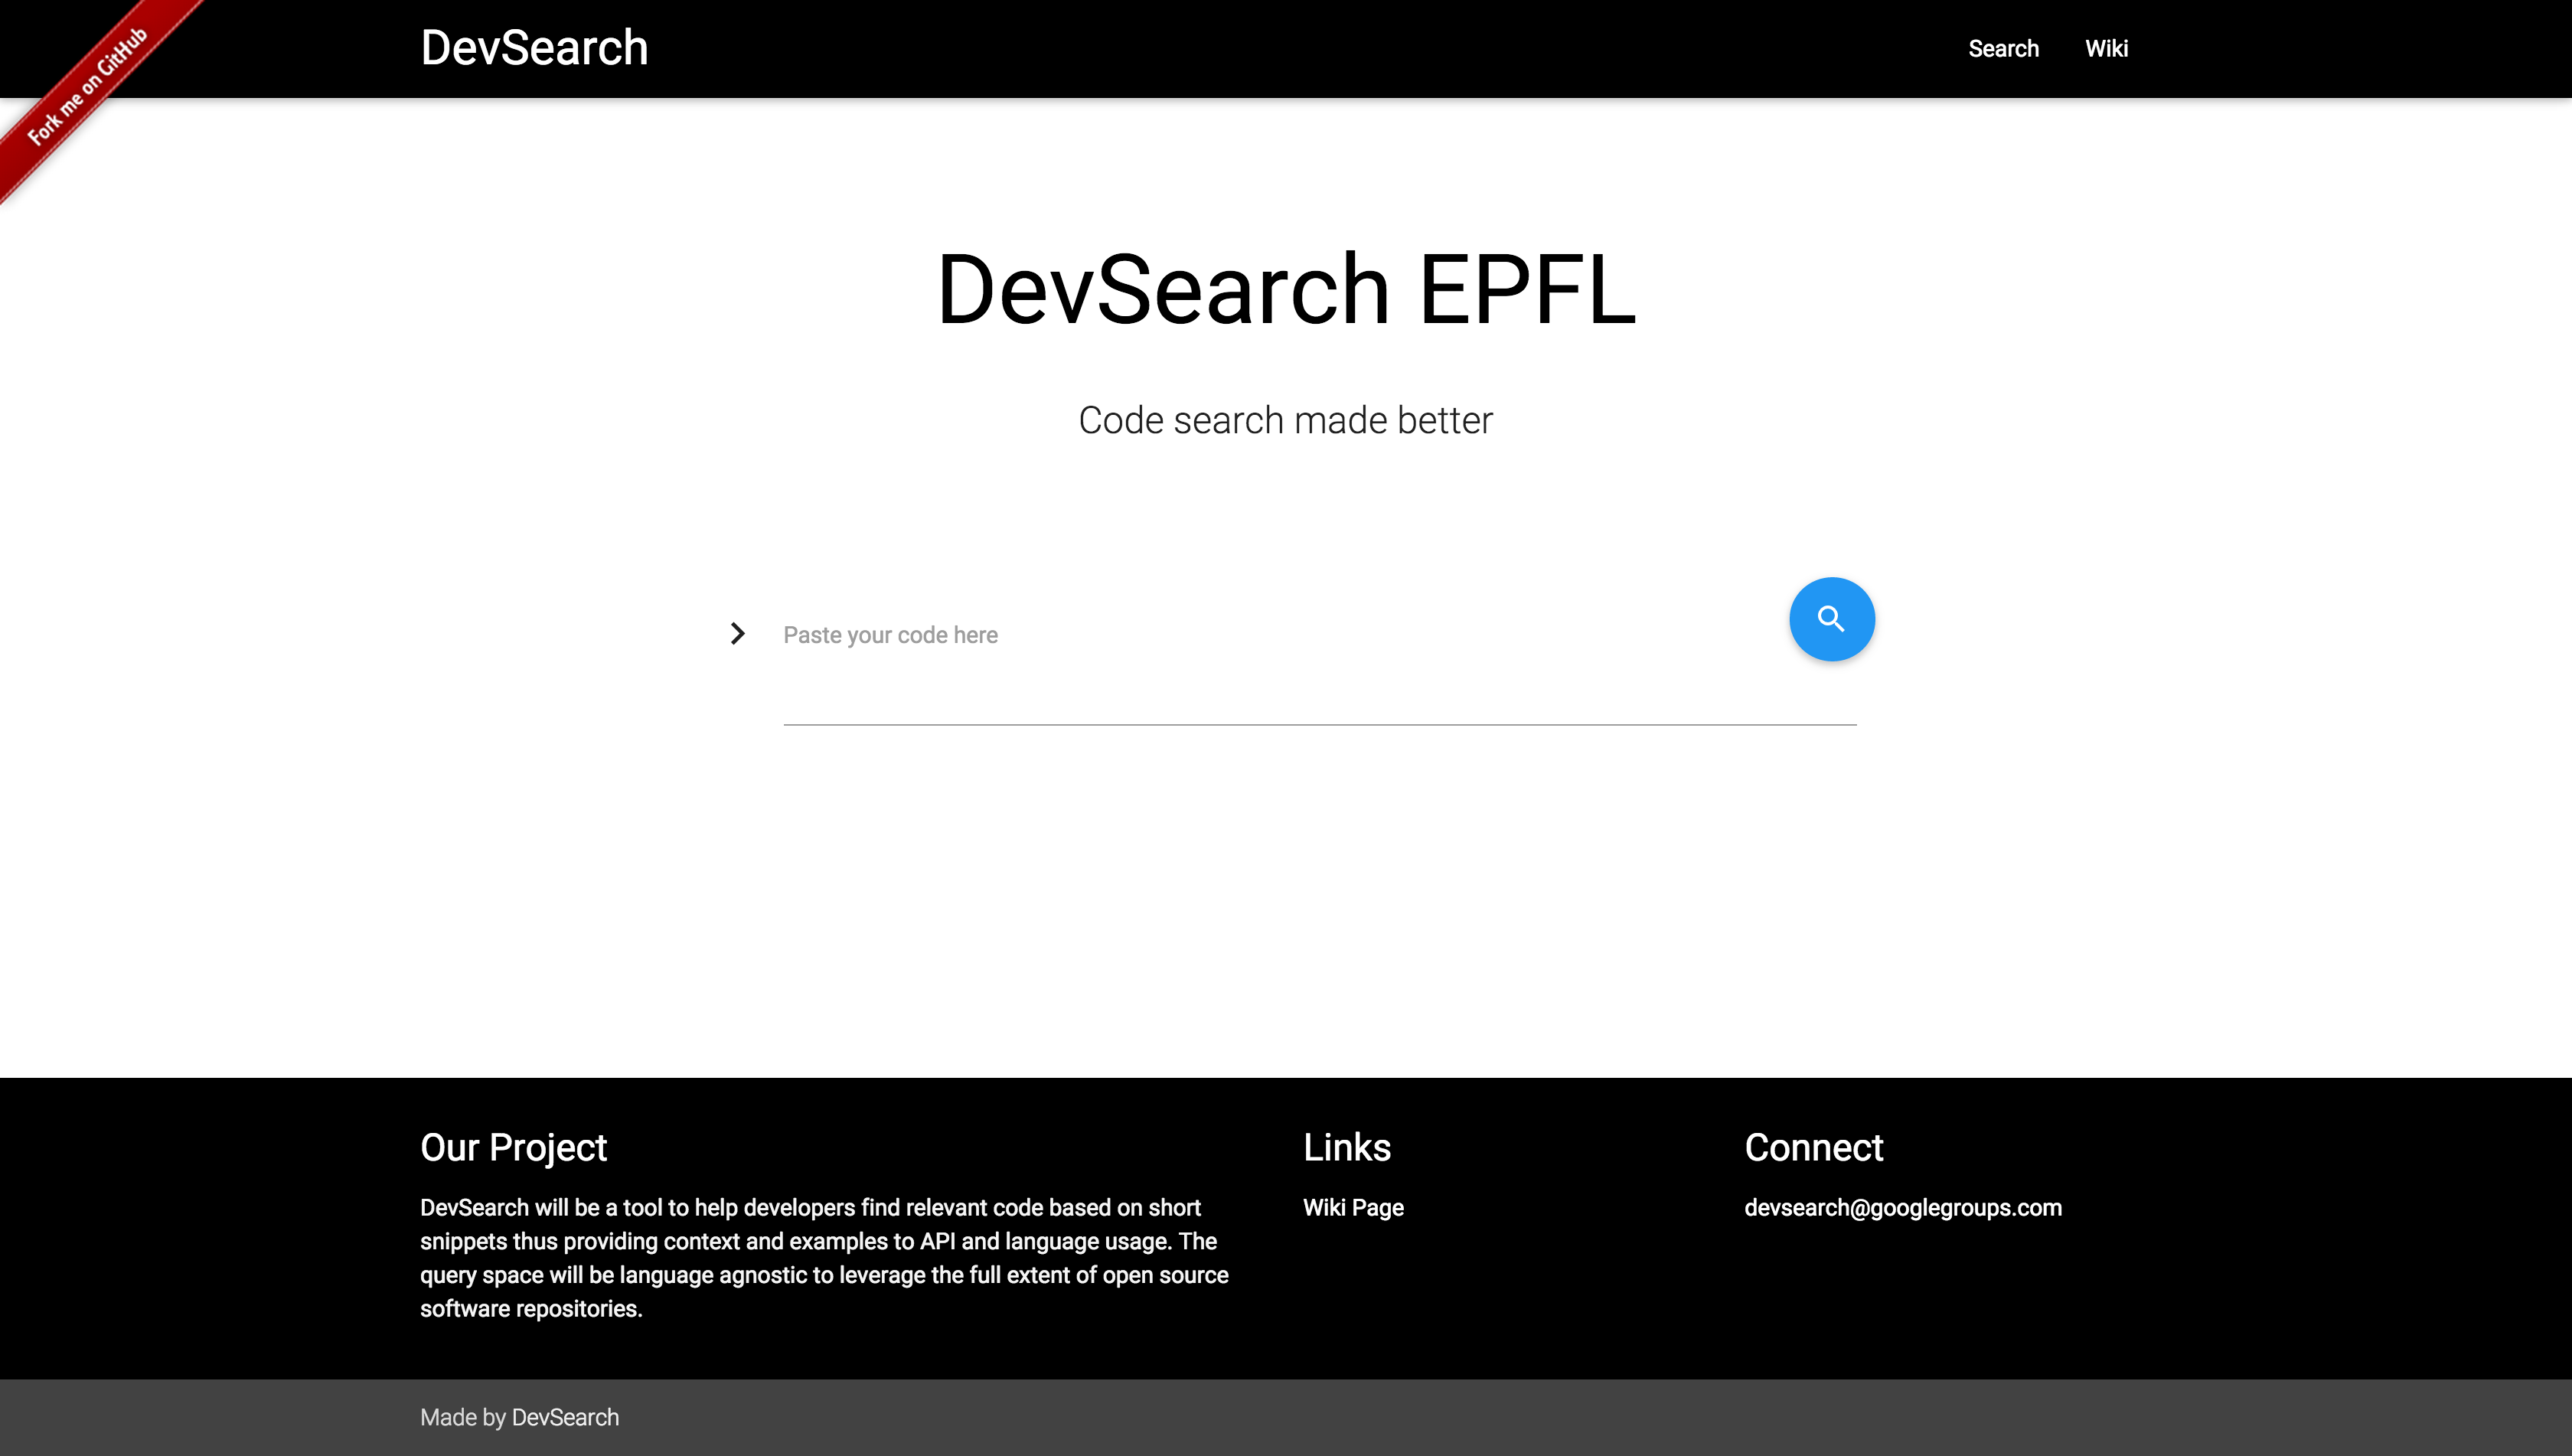 Fork me on GitHub
DevSearch
Search
Wiki
DevSearch EPFL
Code search made better
Paste your code here
Our Project
DevSearch will be a tool to help developers find relevant code based on short
snippets thus providing context and examples to API and language usage. The
query space will be language agnostic to leverage the full extent of open source
software repositories.
Links
Wiki Page
Connect
devsearch@googlegroups.com
Made by DevSearch